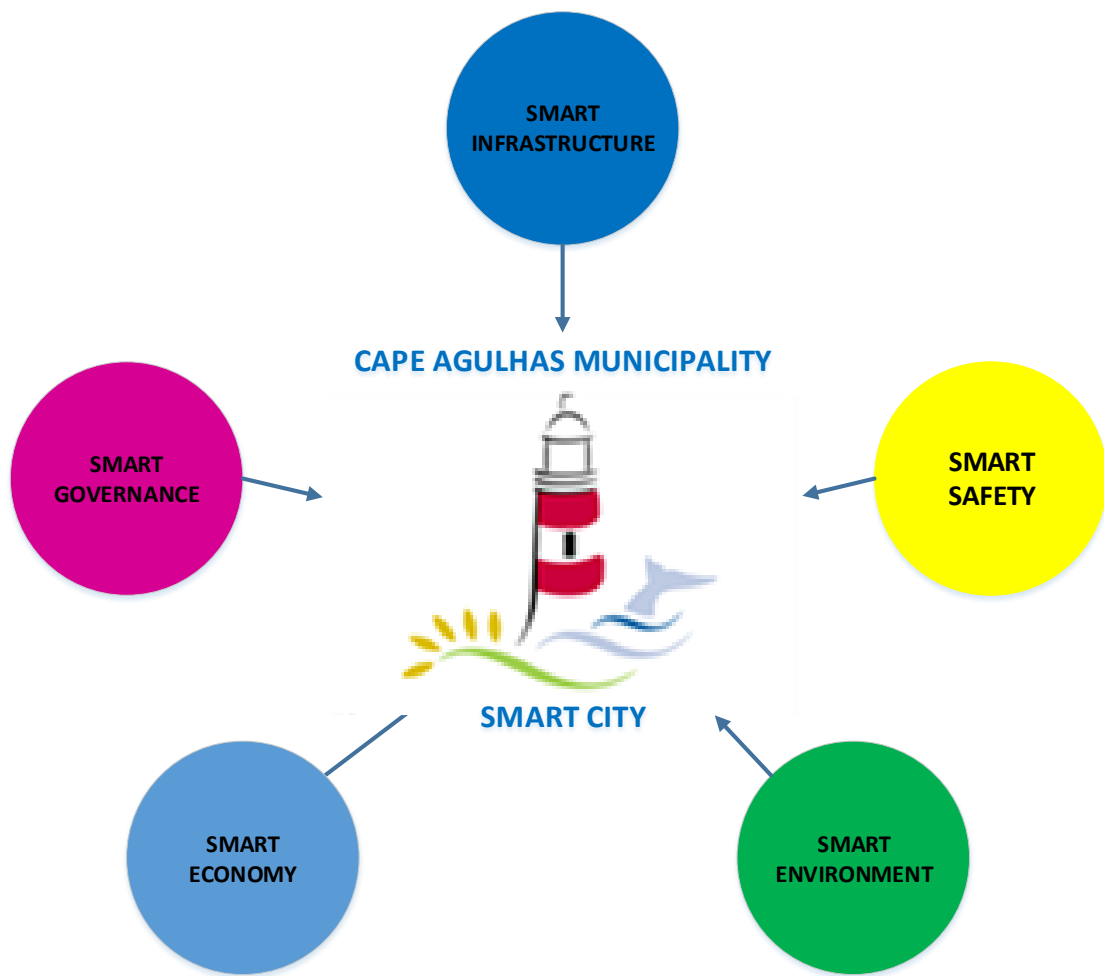 SMART
INFRASTRUCTURE
CAPE AGULHAS MUNICIPALITY
SMART
GOVERNANCE
SMART
SAFETY
SMART CITY
SMART
ECONOMY
SMART
ENVIRONMENT